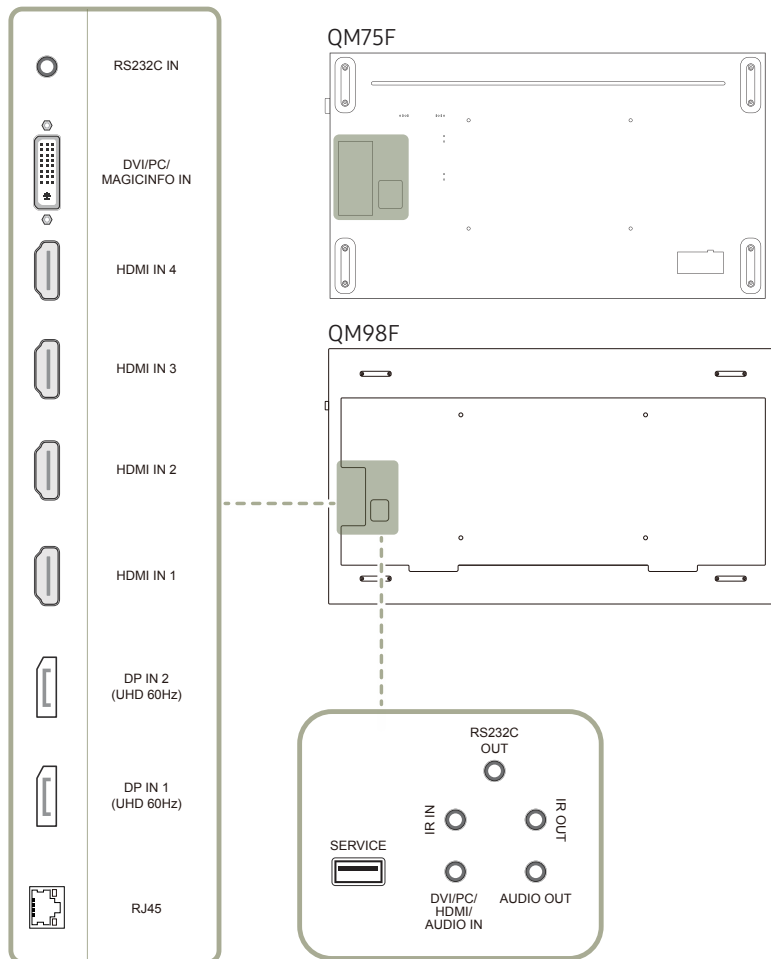 RS232C IN
DVI/PC/
MAGICINFO IN
HDMI IN 4
HDMI IN 3
HDMI IN 2
HDMI IN 1
DP IN 2
(UHD 60Hz)
DP IN 1
(UHD 60Hz)
RJ45
QM75F
QM98F
RS232C
OUT
IR IN
IR OUT
SERVICE
DVI/PC/
HDMI/
AUDIO IN
AUDIO OUT